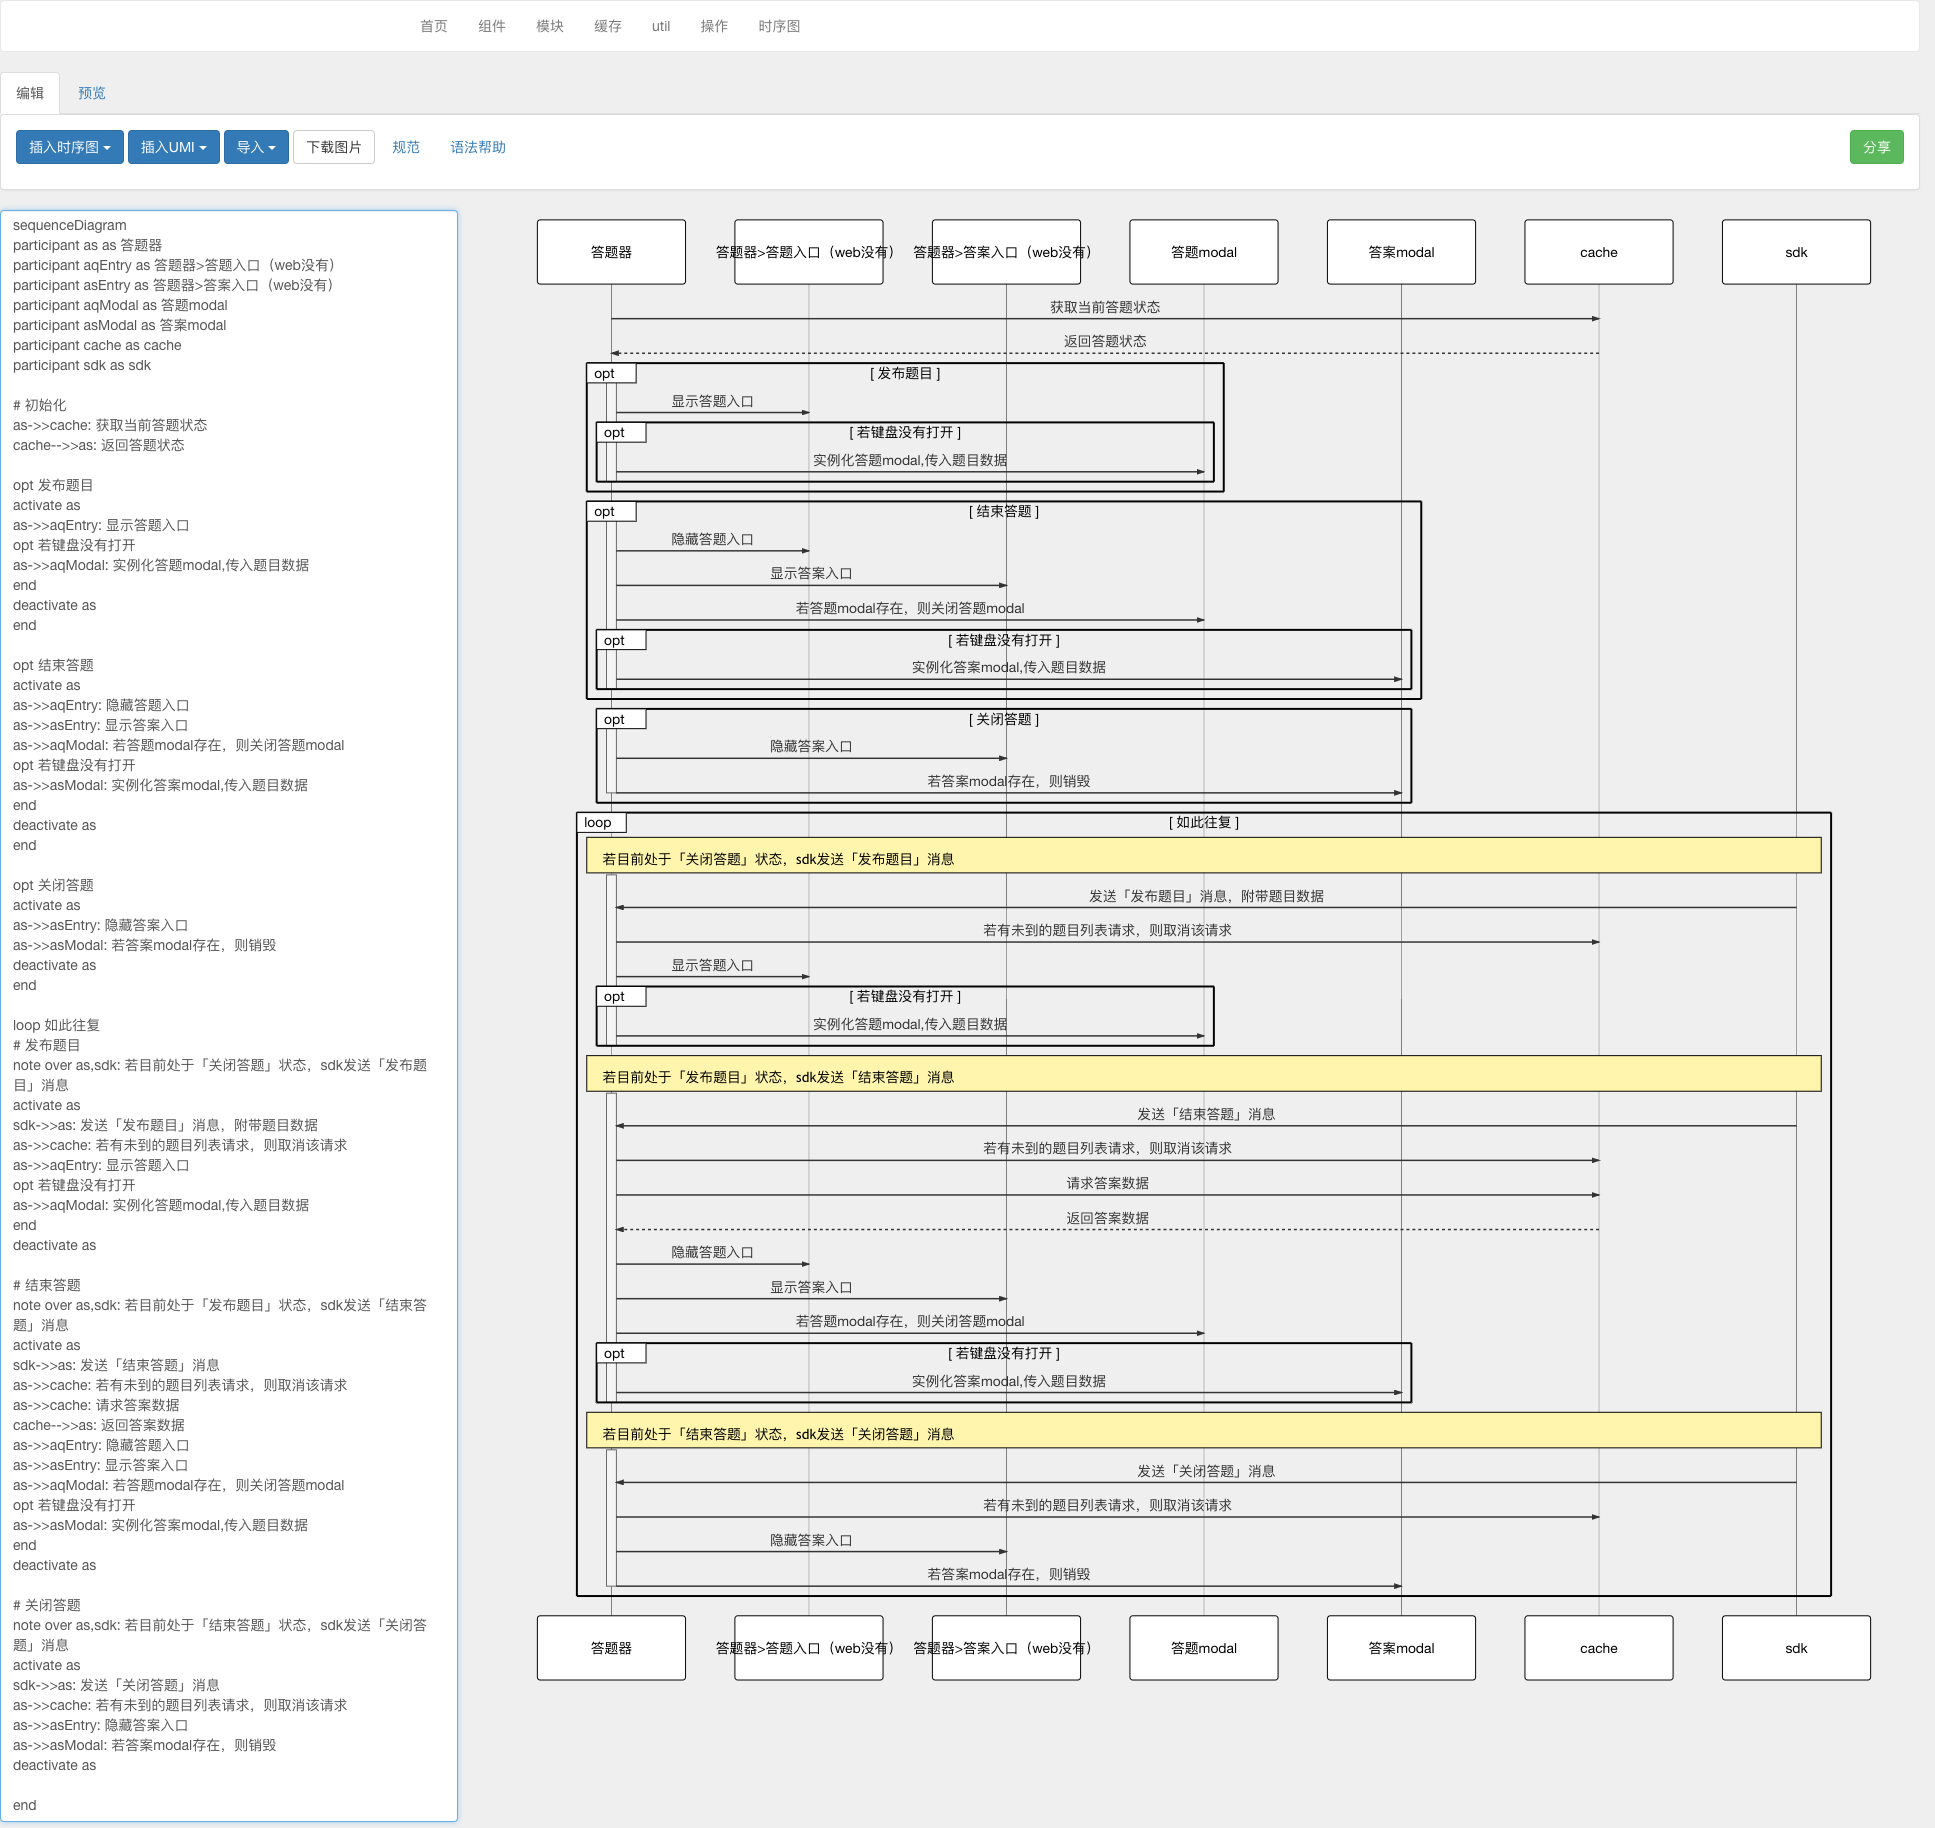 首页 组件 模块 缓存 util 操作 时序图
编辑 预览
插入时序图 插入UMI 导入 下载图片 规范 语法帮助 分享
sequenceDiagram
participant as as 答题器
participant aqEntry as 答题器>答题入口（web没有）
participant asEntry as 答题器>答案入口（web没有）
participant aqModal as 答题modal
participant asModal as 答案modal
participant cache as cache
participant sdk as sdk
# 初始化
as->>cache: 获取当前答题状态
cache-->>as: 返回答题状态
opt 发布题目
activate as
as->>aqEntry: 显示答题入口
opt 若键盘没有打开
as->>aqModal: 实例化答题modal,传入题目数据
end
deactivate as
end
opt 结束答题
activate as
as->>aqEntry: 隐藏答题入口
as->>asEntry: 显示答案入口
as->>aqModal: 若答题modal存在，则关闭答题modal
opt 若键盘没有打开
as->>asModal: 实例化答案modal,传入题目数据
end
deactivate as
end
opt 关闭答题
activate as
as->>asEntry: 隐藏答案入口
as->>asModal: 若答案modal存在，则销毁
deactivate as
end
loop 如此往复
# 发布题目
note over as,sdk: 若目前处于「关闭答题」状态，sdk发送「发布题
目」消息
activate as
sdk->>as: 发送「发布题目」消息，附带题目数据
as->>cache: 若有未到的题目列表请求，则取消该请求
as->>aqEntry: 显示答题入口
opt 若键盘没有打开
as->>aqModal: 实例化答题modal,传入题目数据
end
deactivate as
# 结束答题
note over as,sdk: 若目前处于「发布题目」状态，sdk发送「结束答
题」消息
activate as
sdk->>as: 发送「结束答题」消息
as->>cache: 若有未到的题目列表请求，则取消该请求
as->>cache: 请求答案数据
cache-->>as: 返回答案数据
as->>aqEntry: 隐藏答题入口
as->>asEntry: 显示答案入口
as->>aqModal: 若答题modal存在，则关闭答题modal
opt 若键盘没有打开
as->>asModal: 实例化答案modal,传入题目数据
end
deactivate as
# 关闭答题
note over as,sdk: 若目前处于「结束答题」状态，sdk发送「关闭答
题」消息
activate as
sdk->>as: 发送「关闭答题」消息
as->>cache: 若有未到的题目列表请求，则取消该请求
as->>asEntry: 隐藏答案入口
as->>asModal: 若答案modal存在，则销毁
deactivate as
end
答题器 答题器>答题入口（web没有） 答题器>答案入口（web没有） 答题modal 答案modal cache sdk
获取当前答题状态
返回答题状态
opt [ 发布题目 ]
显示答题入口
opt [ 若键盘没有打开 ]
实例化答题modal,传入题目数据
opt [ 结束答题 ]
隐藏答题入口
显示答案入口
若答题modal存在，则关闭答题modal
opt [ 若键盘没有打开 ]
实例化答案modal,传入题目数据
opt [ 关闭答题 ]
隐藏答案入口
若答案modal存在，则销毁
loop [ 如此往复 ]
若目前处于「关闭答题」状态，sdk发送「发布题目」消息
发送「发布题目」消息，附带题目数据
若有未到的题目列表请求，则取消该请求
显示答题入口
opt [ 若键盘没有打开 ]
实例化答题modal,传入题目数据
若目前处于「发布题目」状态，sdk发送「结束答题」消息
发送「结束答题」消息
若有未到的题目列表请求，则取消该请求
请求答案数据
返回答案数据
隐藏答题入口
显示答案入口
若答题modal存在，则关闭答题modal
opt [ 若键盘没有打开 ]
实例化答案modal,传入题目数据
若目前处于「结束答题」状态，sdk发送「关闭答题」消息
发送「关闭答题」消息
若有未到的题目列表请求，则取消该请求
隐藏答案入口
若答案modal存在，则销毁
答题器 答题器>答题入口（web没有） 答题器>答案入口（web没有） 答题modal 答案modal cache sdk